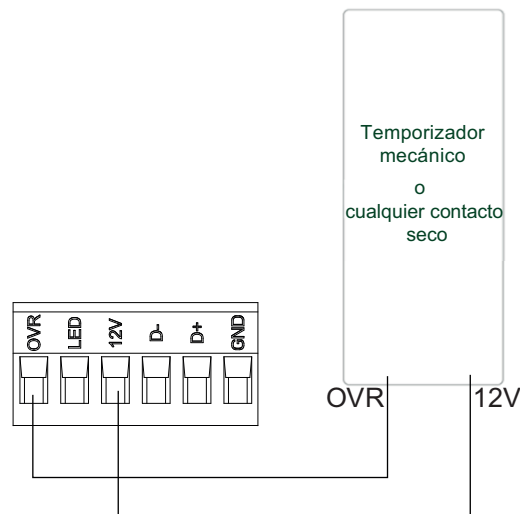 Temporizador
mecánico
o
cualquier contacto
seco
OVR
LED
12V
D-
D+
GND
OVR
12V